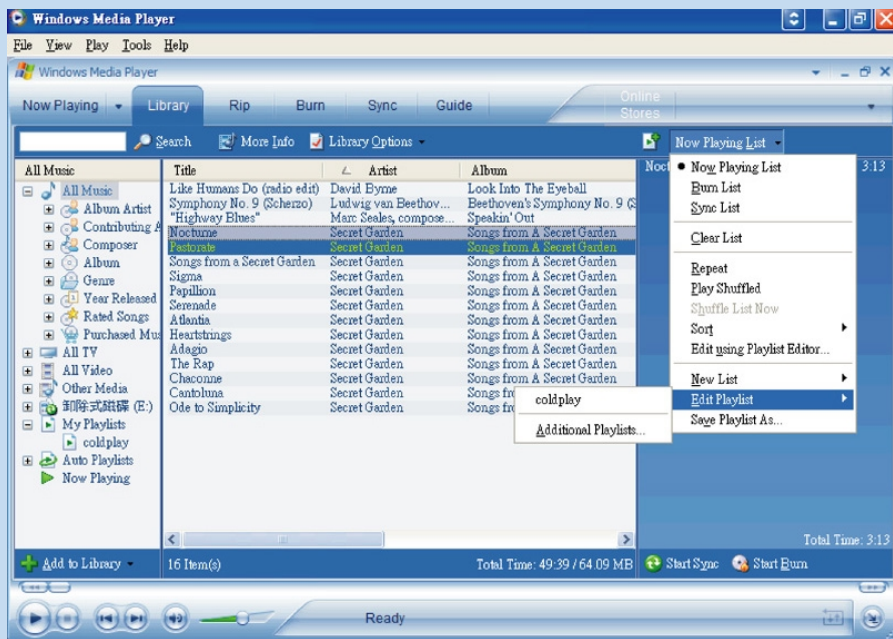 Windows Media Player
File View Play Tools Help
Windows Media Player
Now Playing Library Rip Burn Sync Guide Online Stores
Search More Info Library Options Now Playing List
All Music
All Music
Album Artist
Contributing A
Composer
Album
Genre
Year Released
Rated Songs
Purchased Mus
All TV
All Video
Other Media
卸除式磁碟 (E:)
My Playlists
coldplay
Auto Playlists
Now Playing
Title Artist Album
Like Humans Do (radio edit) David Byrne Look Into The Eyeball
Symphony No. 9 (Scherzo) Ludwig van Beethov... Beethoven's Symphony No. 9 (S
"Highway Blues" Marc Seales, compose... Speakin' Out
Nocturne Secret Garden Songs from A Secret Garden
Pastorate Secret Garden Songs from A Secret Garden
Songs from a Secret Garden Secret Garden Songs from A Secret Garden
Sigma Secret Garden Songs from A Secret Garden
Papillion Secret Garden Songs from A Secret Garden
Serenade Secret Garden Songs from A Secret Garden
Atlantia Secret Garden Songs from A Secret Garden
Heartstrings Secret Garden Songs from A Secret Garden
Adagio Secret Garden Songs from A Secret Garden
The Rap Secret Garden Songs from A Secret Garden
Chaconne Secret Garden Songs from A Secret Garden
Cantoluna Secret Garden Songs fr
Ode to Simplicity Secret Garden Songs fr
Noct 3:13
Now Playing List
Burn List
Sync List
Clear List
Repeat
Play Shuffled
Shuffle List Now
Sort
Edit using Playlist Editor...
New List
Edit Playlist
Save Playlist As...
coldplay
Additional Playlists...
Total Time: 3:13
Add to Library 16 Item(s) Total Time: 49:39 / 64.09 MB Start Sync Start Burn
Ready